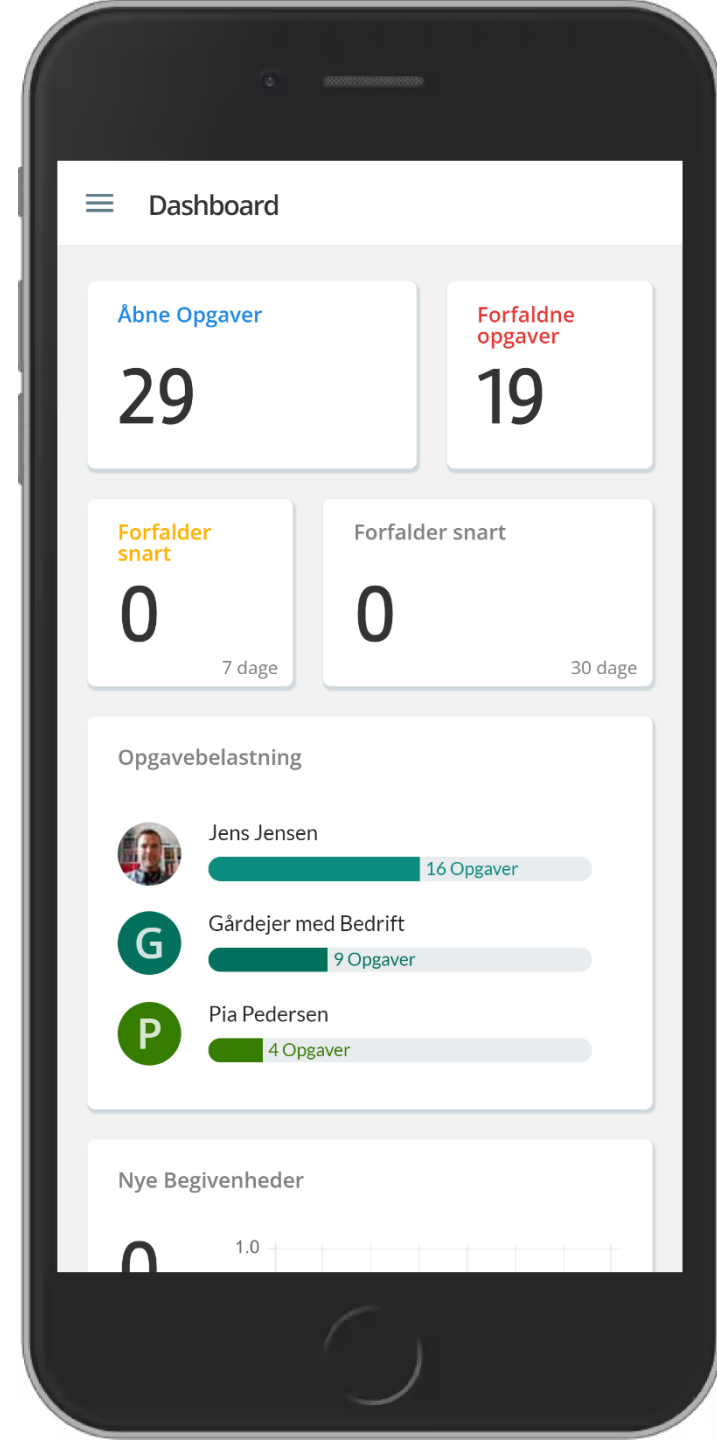 Dashboard
Åbne Opgaver
29
Forfaldne
opgaver
19
Forfalder
snart
0
7 dage
Forfalder snart
0
30 dage
Opgavebelastning
Jens Jensen
16 Opgaver
G
Gårdejer med Bedrift
9 Opgaver
P
Pia Pedersen
4 Opgaver
Nye Begivenheder
0
1.0